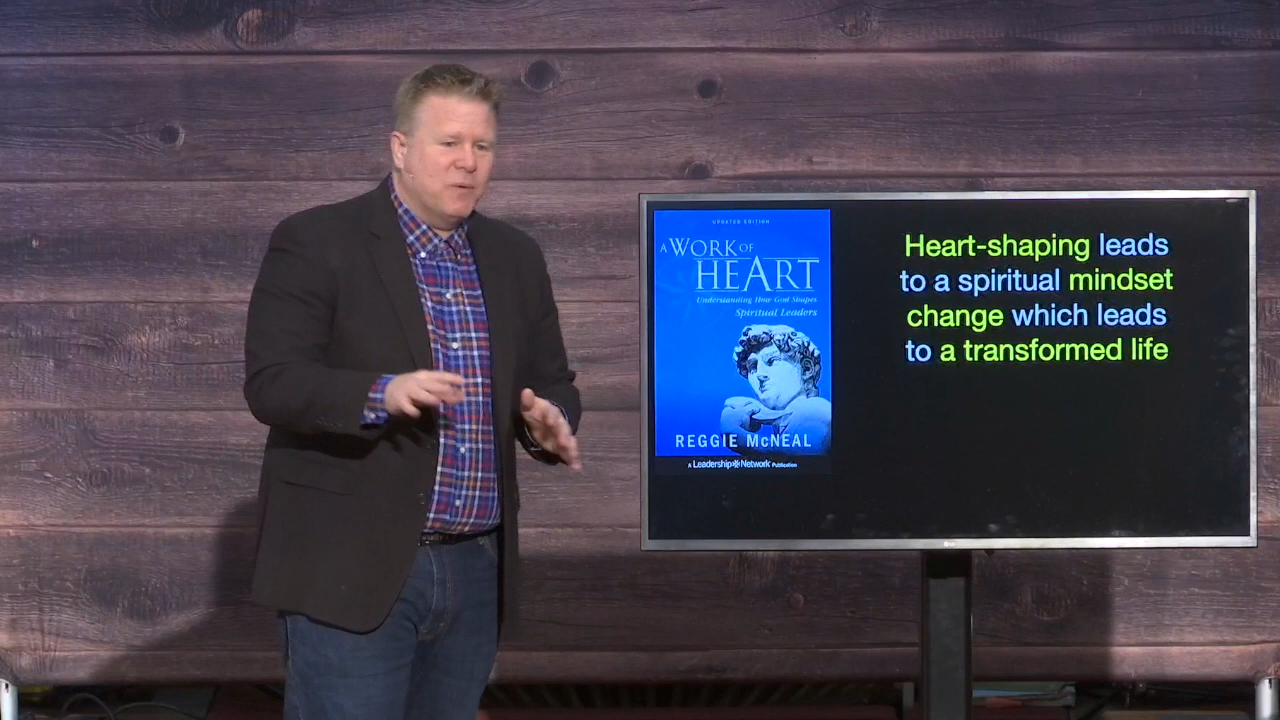 UPDATED EDITION
A WORK OF
HEART
Understanding How God Shapes
Spiritual Leaders
REGGIE McNEAL
A Leadership Network Publication
Heart-shaping leads
to a spiritual mindset
change which leads
to a transformed life
LG